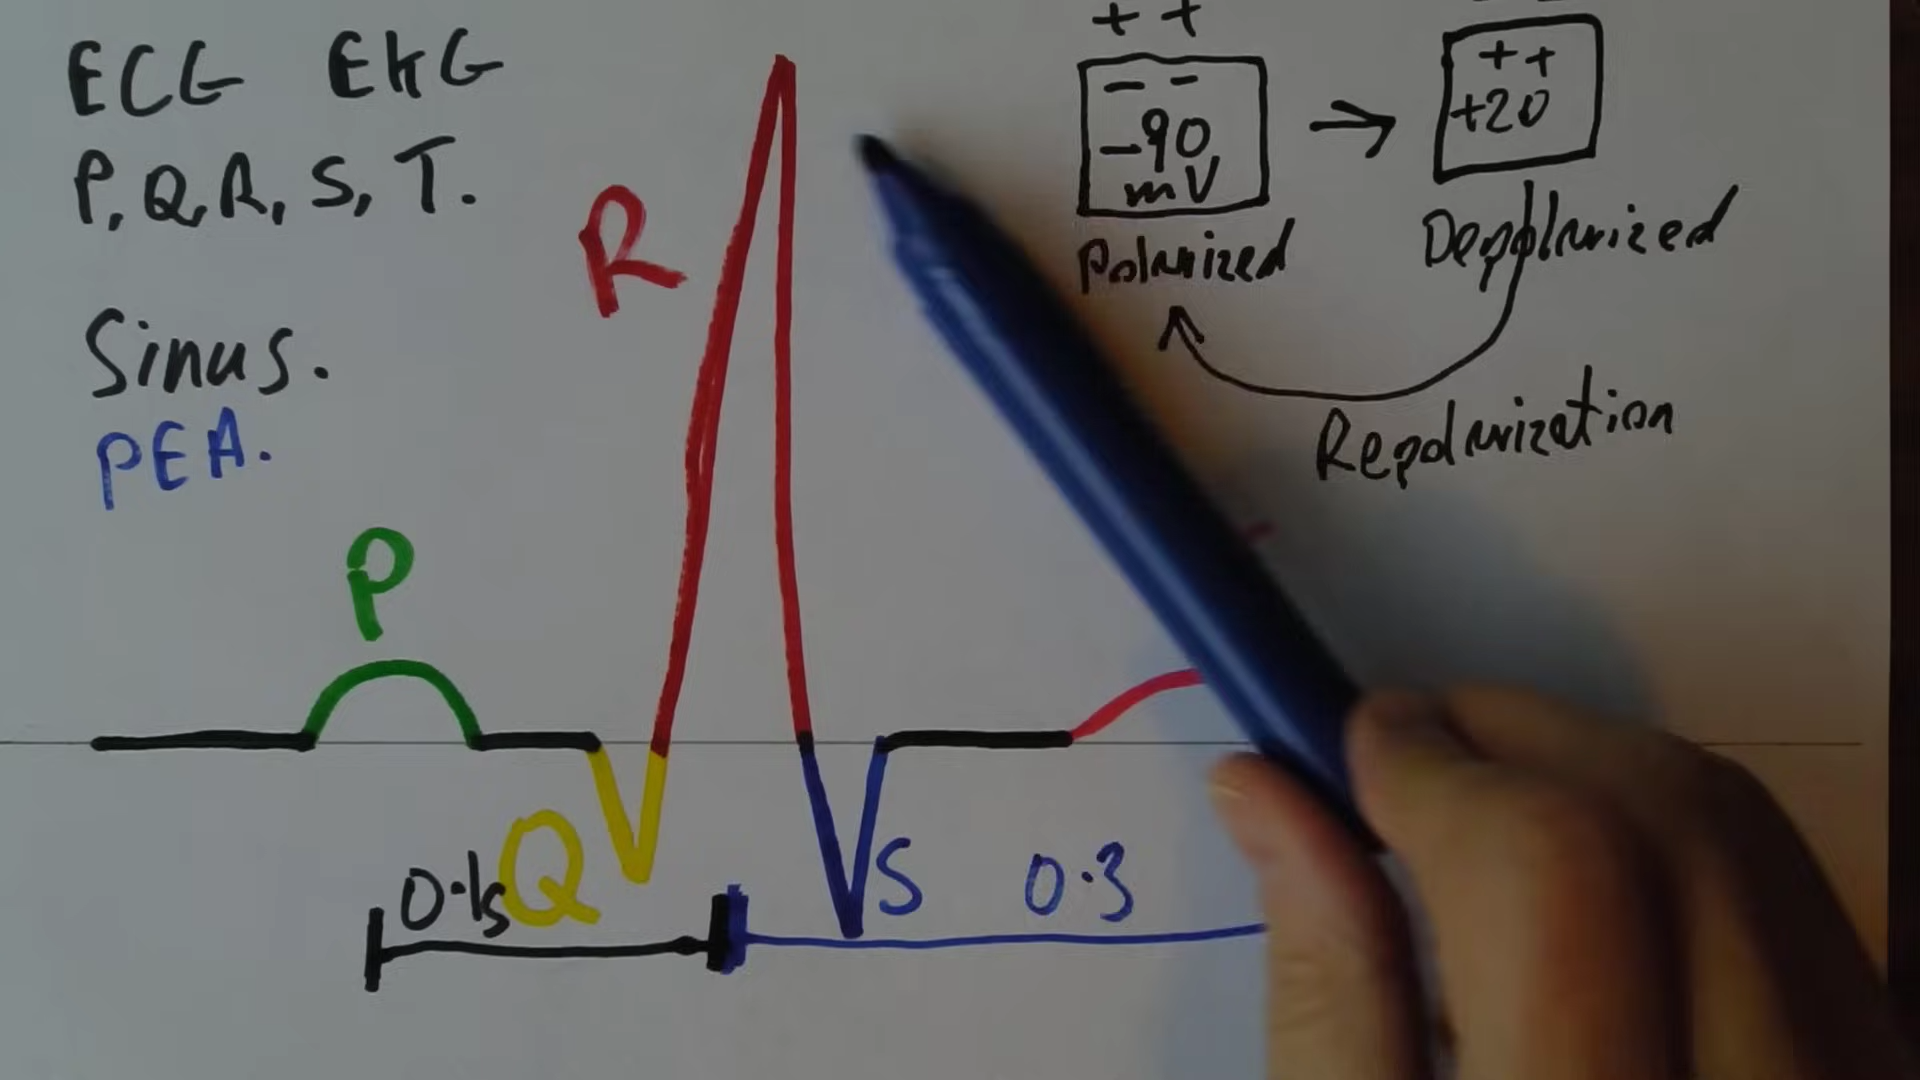 ECG EKG
P, Q, R, S, T.
Sinus.
PEA.
+ +
- -
-90
mV
Polarized
+ +
+20
Depolarized
Repolarization
R
P
Q
0.1s
S
0.3